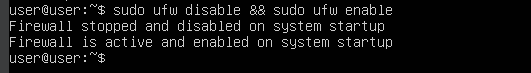 user@user:~$ sudo ufw disable && sudo ufw enable
Firewall stopped and disabled on system startup
Firewall is active and enabled on system startup
user@user:~$